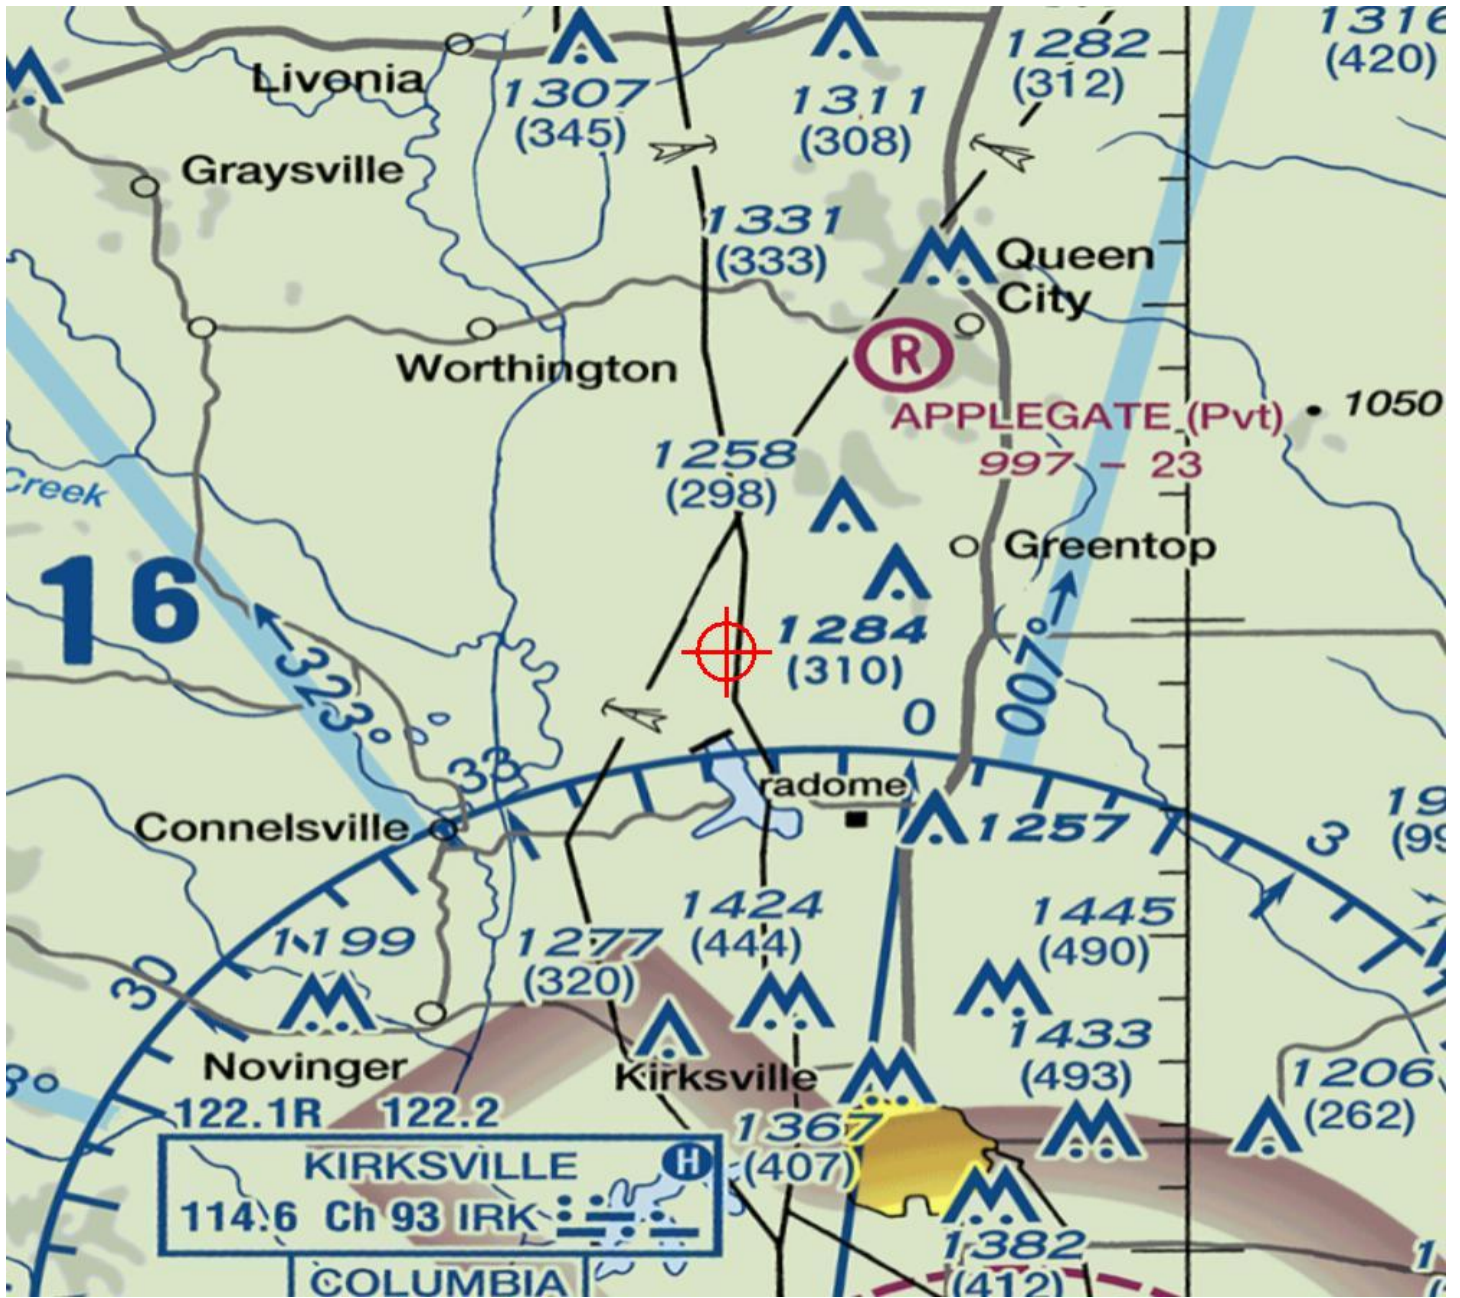 1307
(345)
1311
(308)
1282
(312)
1316
(420)
Livonia
Graysville
1331
(333)
Queen
City
R
Worthington
APPLEGATE (Pvt)
997 - 23
1050
1258
(298)
Creek
Greentop
16
1284
(310)
323°
007°
0
33
radome
Connelsville
1257
3
19
1424
(444)
1445
(490)
1199
1277
(320)
30
1433
(493)
Novinger
Kirksville
1206
(262)
122.1R 122.2
1367
(407)
KIRKSVILLE H
114.6 Ch 93 IRK
1382
(412)
COLUMBIA